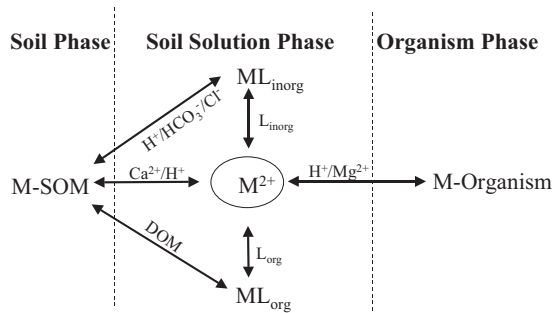 Soil Phase Soil Solution Phase Organism Phase
ML_inorg
H⁺/HCO₃⁻/Cl⁻
L_inorg
Ca²⁺/H⁺
H⁺/Mg²⁺
M-SOM M²⁺ M-Organism
DOM
L_org
ML_org